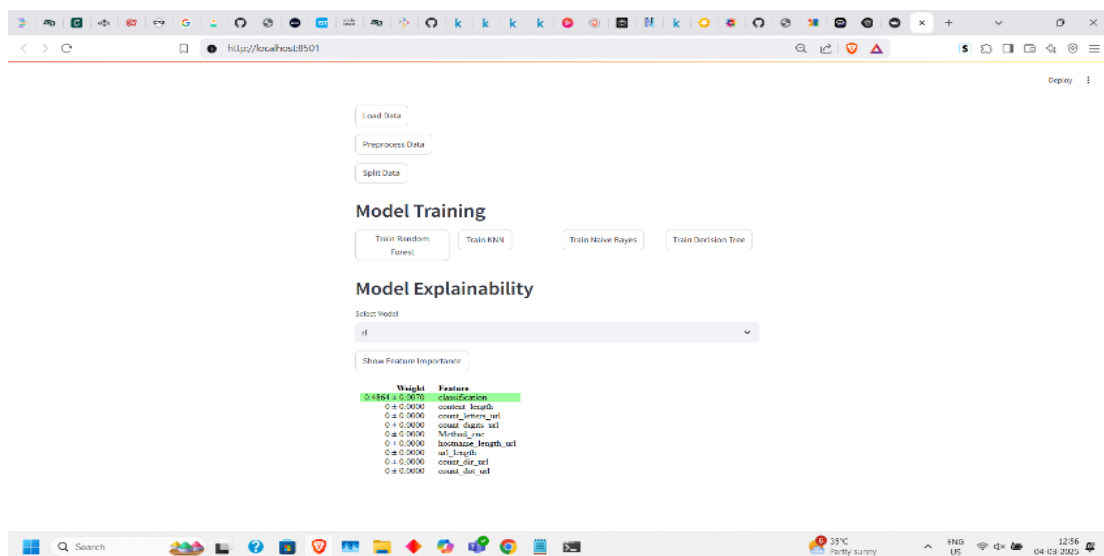 http://localhost:8501
Deploy
Load Data
Preprocess Data
Split Data
Model Training
Train Random Forest
Train KNN
Train Naive Bayes
Train Decision Tree
Model Explainability
Select Model
rf
Show Feature Importance
Weight Feature
0.4864 ± 0.0070 classification
0 ± 0.0000 content_length
0 ± 0.0000 count_letters_url
0 ± 0.0000 count_digits_url
0 ± 0.0000 Method_enc
0 ± 0.0000 hostname_length_url
0 ± 0.0000 url_length
0 ± 0.0000 count_dir_url
0 ± 0.0000 count_dot_url
Search
35°C
Partly sunny
ENG
US
12:56
04-03-2025